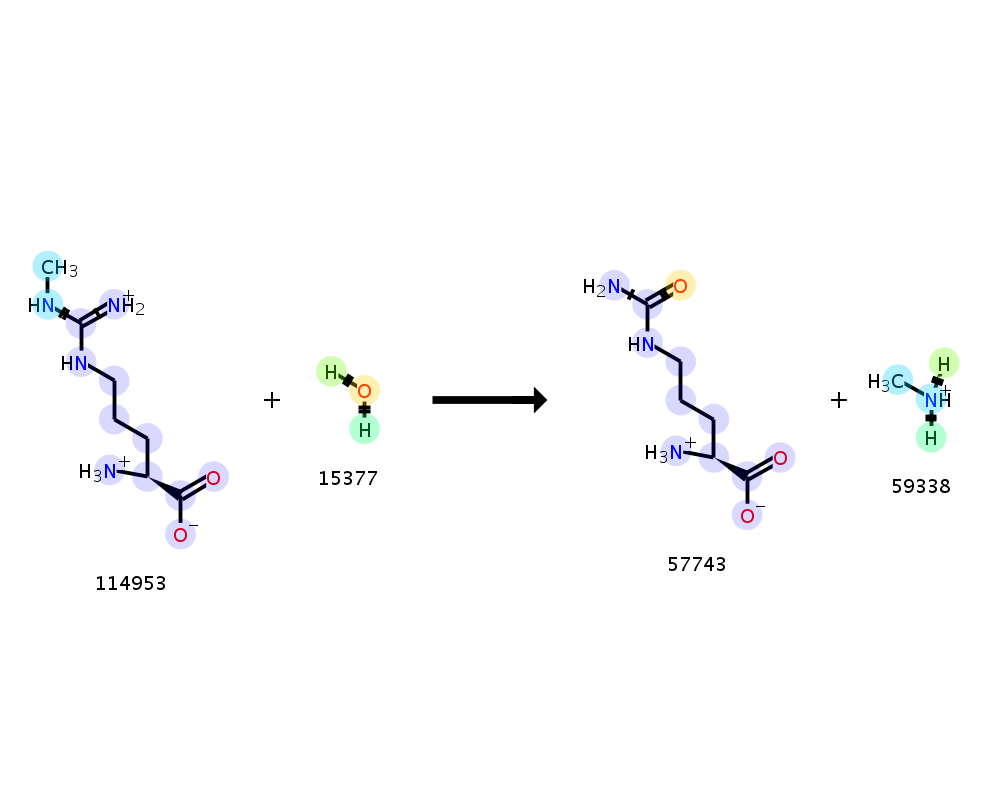 CH3
HN
NH2+
HN
H3N+
O
O−
114953
+
H
O
H
15377
H2N
O
HN
H3N+
O
O−
57743
+
H
H3C
NH+
H
59338